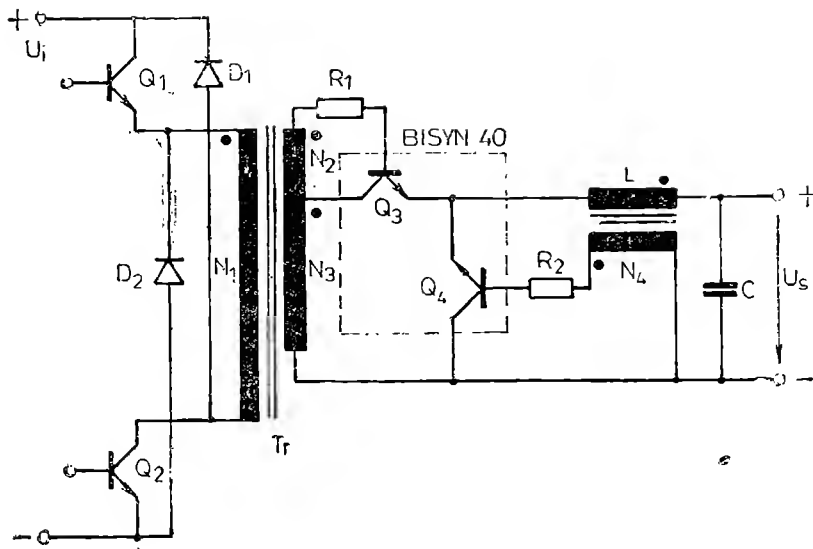 +
Ui
Q1
D1
R1
BISYN 40
N2
Q3
L
+
D2
N1
N3
Q4
R2
N4
C
Us
Q2
Tr
-
-